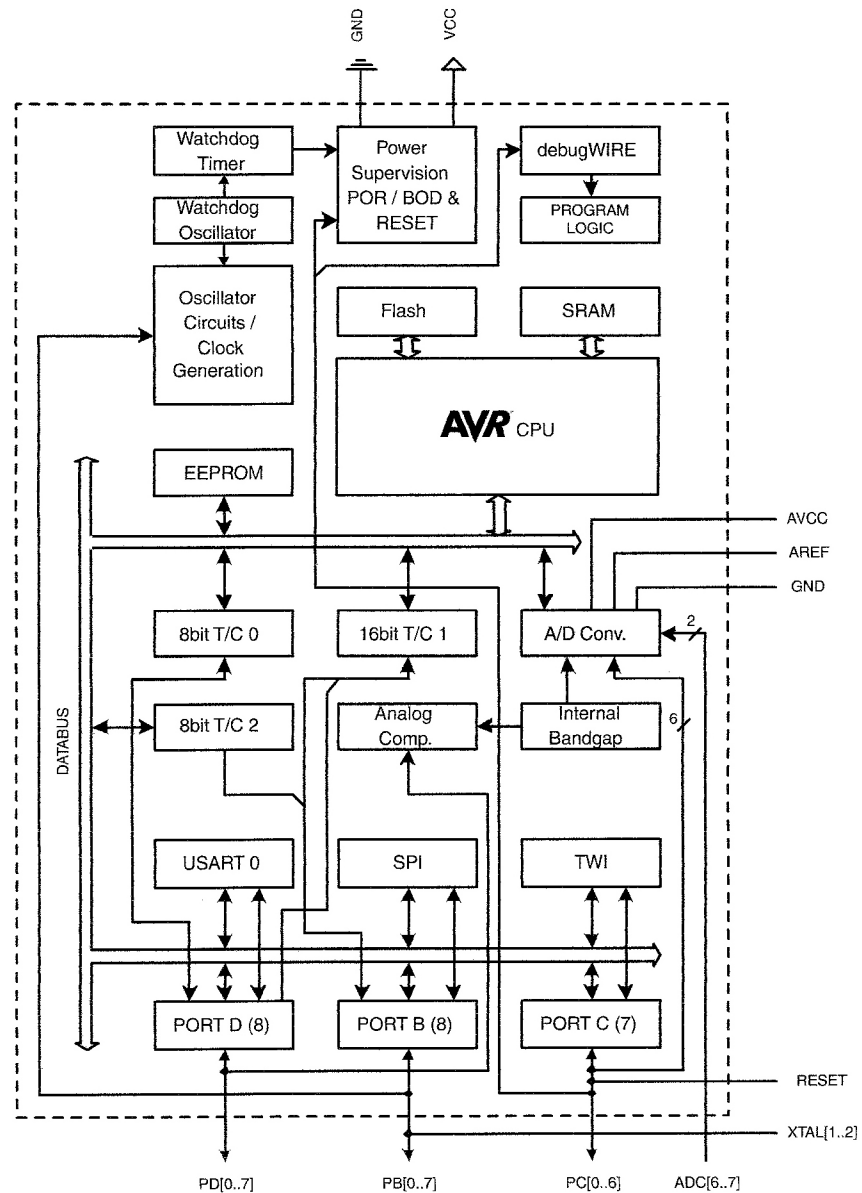 GND
VCC
Watchdog
Timer
Power
Supervision
POR / BOD &
RESET
debugWIRE
Watchdog
Oscillator
PROGRAM
LOGIC
Oscillator
Circuits /
Clock
Generation
Flash
SRAM
AVR CPU
EEPROM
AVCC
AREF
GND
8bit T/C 0
16bit T/C 1
A/D Conv.
2
DATABUS
8bit T/C 2
Analog
Comp.
Internal
Bandgap
6
USART 0
SPI
TWI
PORT D (8)
PORT B (8)
PORT C (7)
RESET
XTAL[1..2]
PD[0..7]
PB[0..7]
PC[0..6]
ADC[6..7]